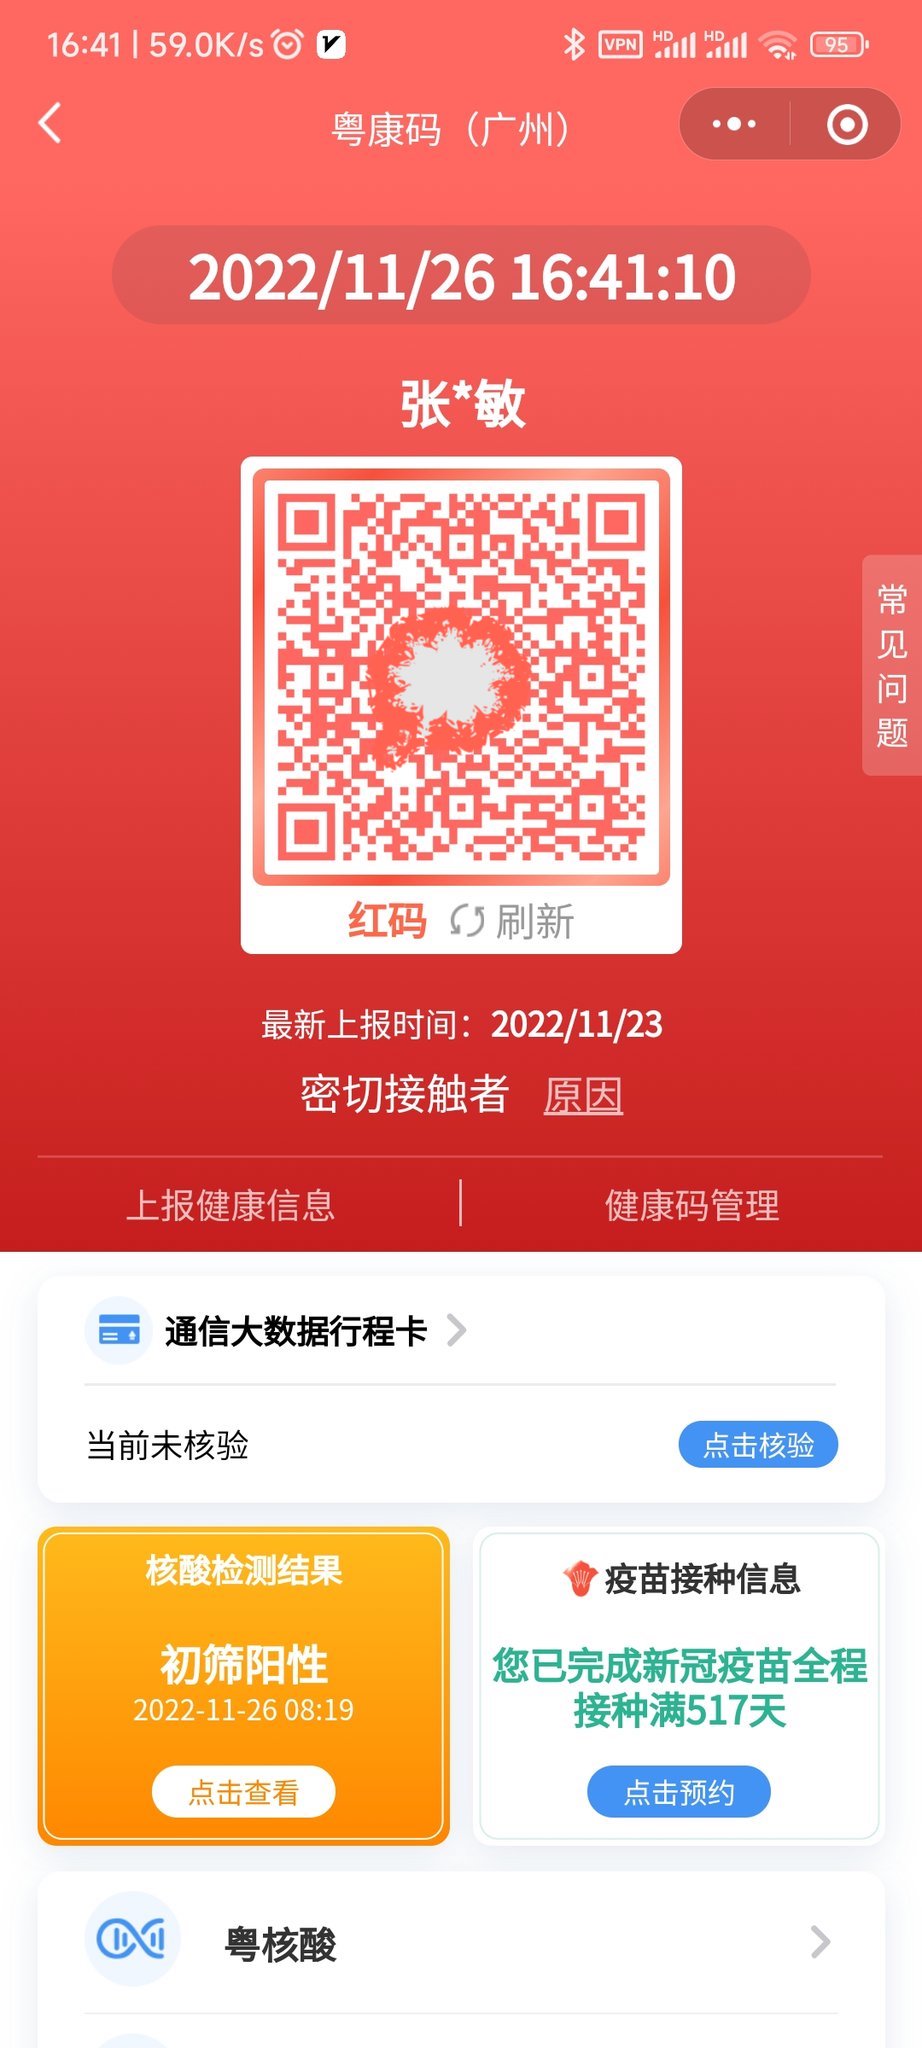 16:41 | 59.0K/s
VPN HD HD 95
粤康码（广州）
2022/11/26 16:41:10
张*敏
常见问题
红码 刷新
最新上报时间：2022/11/23
密切接触者 原因
上报健康信息 | 健康码管理
通信大数据行程卡
当前未核验 点击核验
核酸检测结果
初筛阳性
2022-11-26 08:19
点击查看
疫苗接种信息
您已完成新冠疫苗全程
接种满517天
点击预约
粤核酸